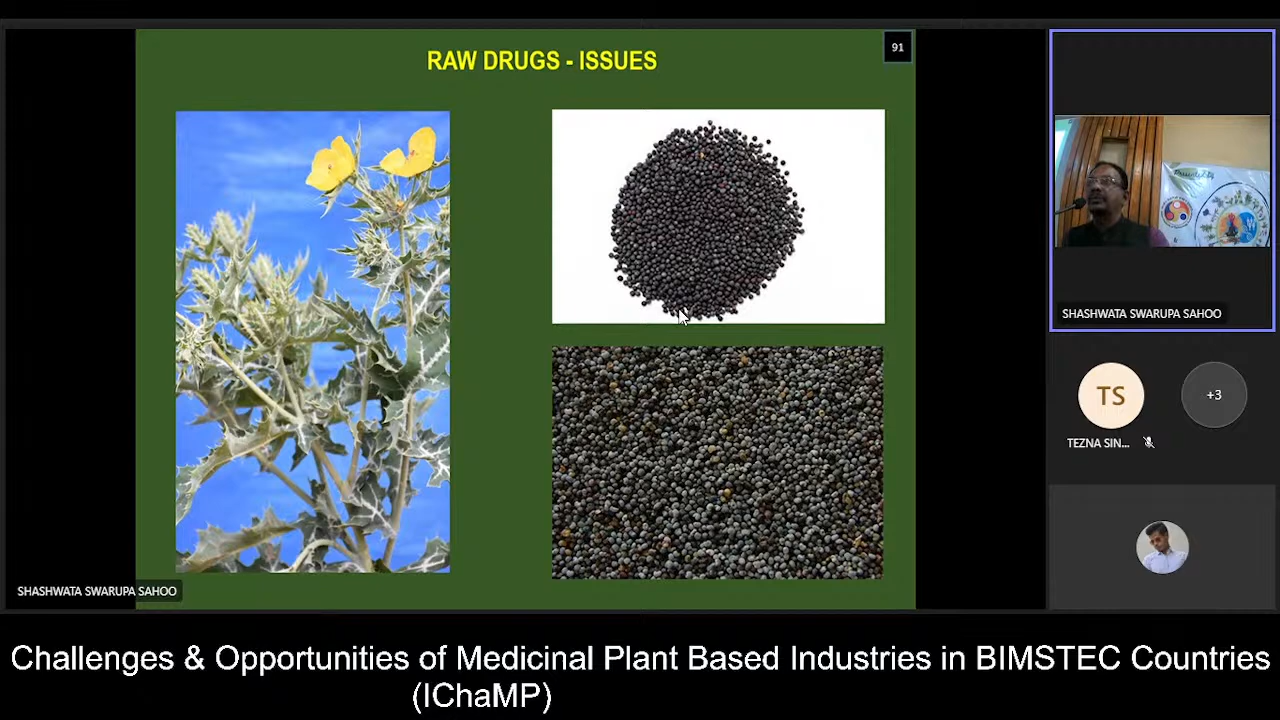 RAW DRUGS - ISSUES
91
SHASHWATA SWARUPA SAHOO
TS
+3
TEZNA SIN...
SHASHWATA SWARUPA SAHOO
Challenges & Opportunities of Medicinal Plant Based Industries in BIMSTEC Countries
(IChaMP)